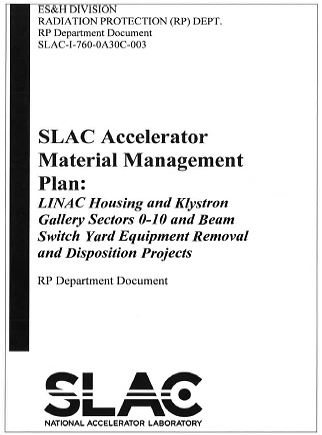 ES&H DIVISION
RADIATION PROTECTION (RP) DEPT.
RP Department Document
SLAC-I-760-0A30C-003
SLAC Accelerator
Material Management
Plan:
LINAC Housing and Klystron
Gallery Sectors 0-10 and Beam
Switch Yard Equipment Removal
and Disposition Projects
RP Department Document
SLAC
NATIONAL ACCELERATOR LABORATORY